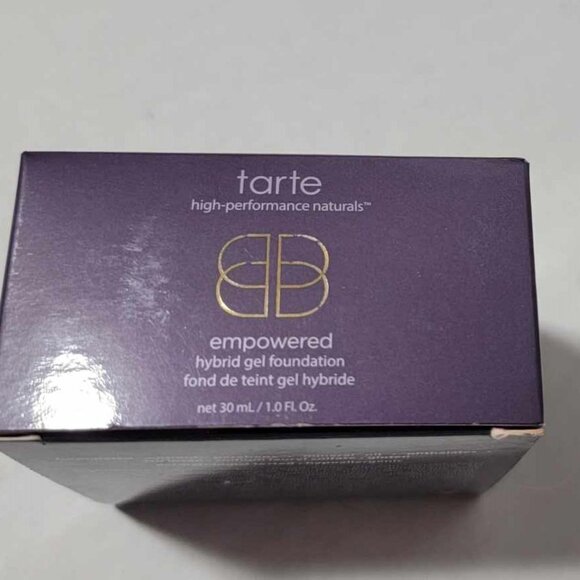 tarte
high-performance naturals™
empowered
hybrid gel foundation
fond de teint gel hybride
net 30 mL / 1.0 Fl. Oz.